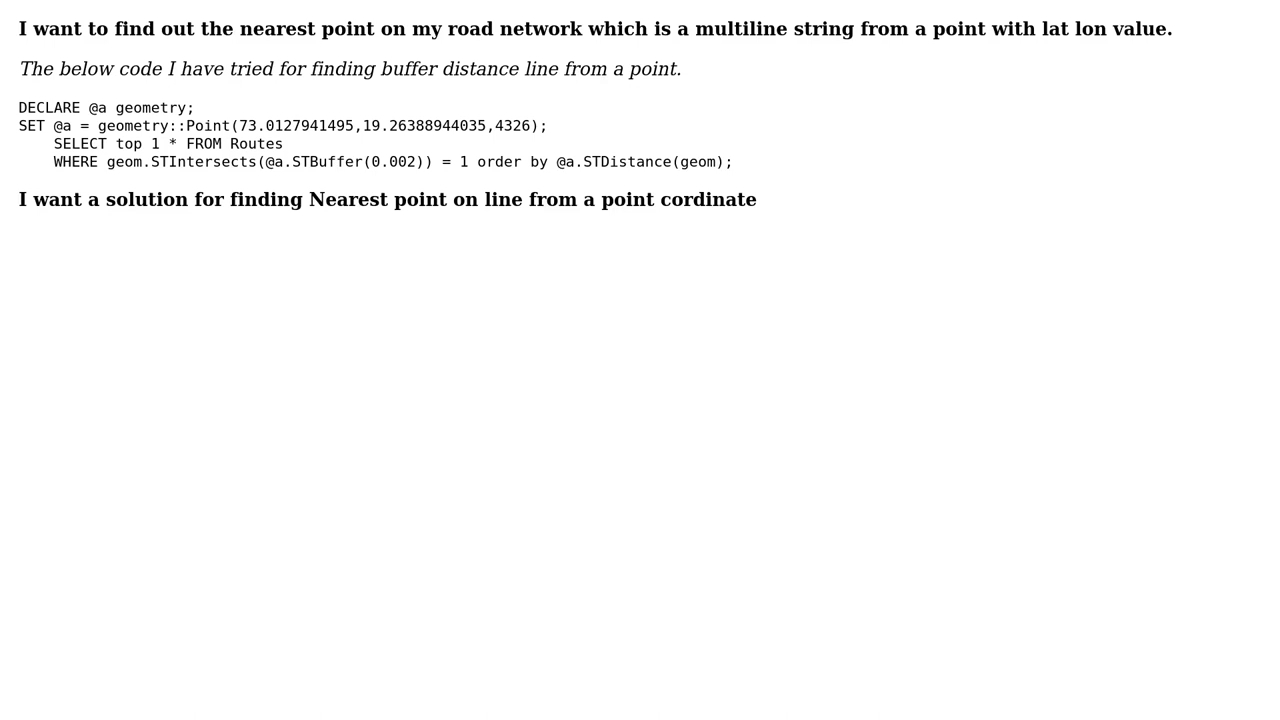 I want to find out the nearest point on my road network which is a multiline string from a point with lat lon value.
The below code I have tried for finding buffer distance line from a point.
DECLARE @a geometry;
SET @a = geometry::Point(73.0127941495,19.26388944035,4326);
    SELECT top 1 * FROM Routes
    WHERE geom.STIntersects(@a.STBuffer(0.002)) = 1 order by @a.STDistance(geom);
I want a solution for finding Nearest point on line from a point cordinate